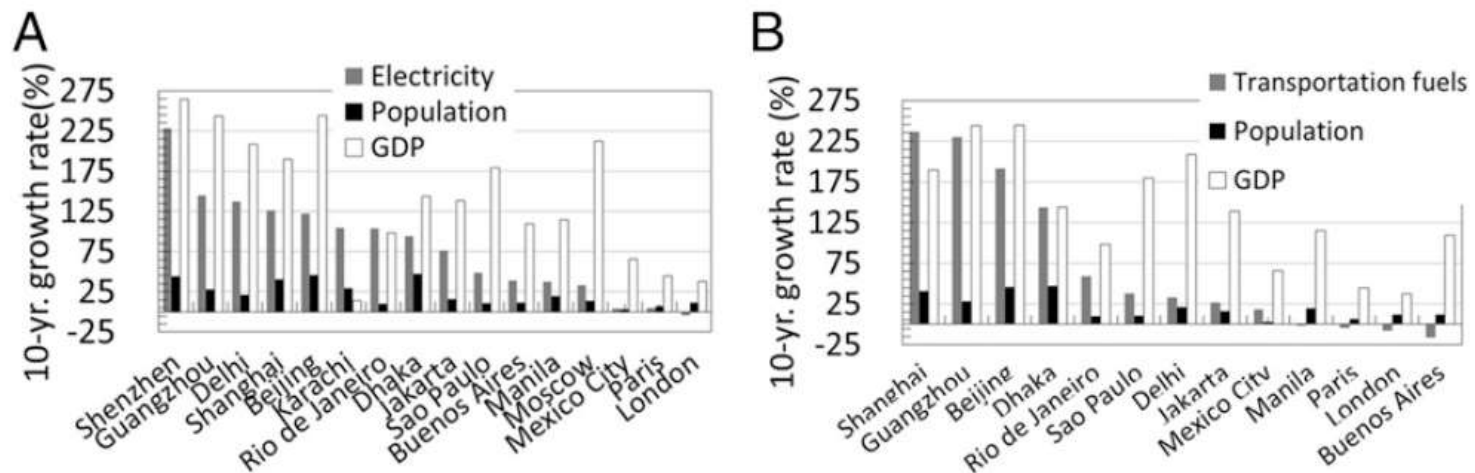 A
10-yr. growth rate(%)
275
225
175
125
75
25
-25
Electricity
Population
GDP
Shenzhen
Guangzhou
Delhi
Shanghai
Beijing
Karachi
Rio de Janeiro
Dhaka
Jakarta
Sao Paulo
Buenos Aires
Manila
Moscow
Mexico City
Paris
London
B
10-yr. growth rate (%)
275
225
175
125
75
25
-25
Transportation fuels
Population
GDP
Shanghai
Guangzhou
Beijing
Dhaka
Rio de Janeiro
Sao Paulo
Delhi
Jakarta
Mexico City
Manila
Paris
London
Buenos Aires